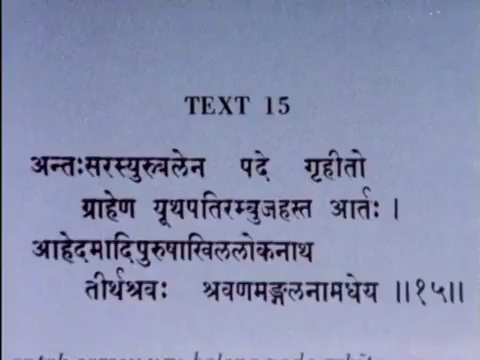 TEXT 15
अन्तःसरस्युरुबलेन पदे गृहीतो
ग्राहेण यूथपतिरम्बुजहस्त आर्तः ।
आहेदमादिपुरुषाखिललोकनाथ
तीर्थश्रवः श्रवणमङ्गलनामधेय ॥१५॥